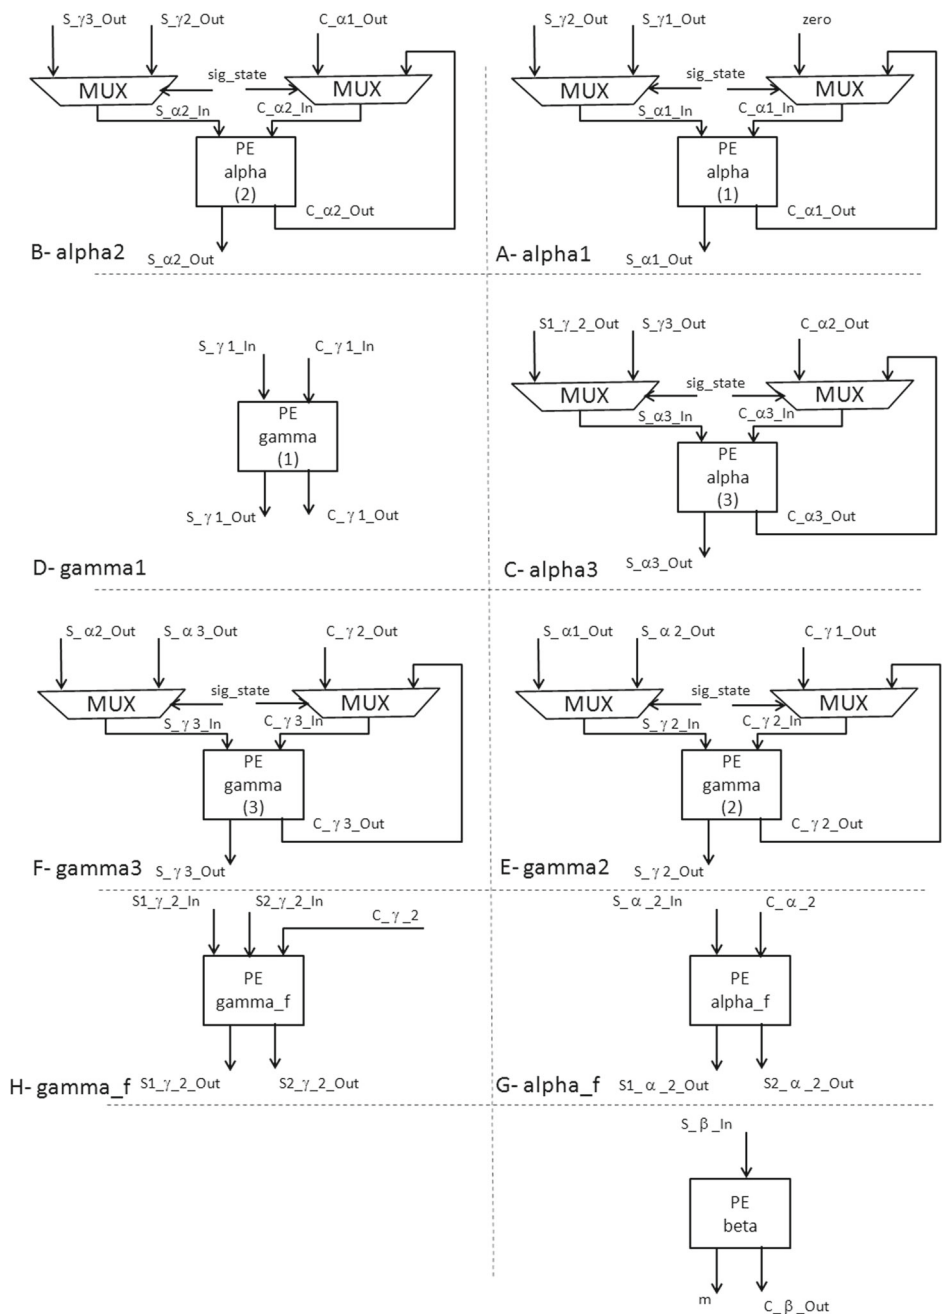 S_γ3_Out S_γ2_Out C_α1_Out
MUX sig_state MUX
S_α2_In C_α2_In
PE
alpha
(2)
C_α2_Out
B- alpha2
S_α2_Out
S_γ2_Out S_γ1_Out zero
MUX sig_state MUX
S_α1_In C_α1_In
PE
alpha
(1)
C_α1_Out
A- alpha1
S_α1_Out
S_γ1_In C_γ1_In
PE
gamma
(1)
S_γ1_Out C_γ1_Out
D- gamma1
S1_γ_2_Out S_γ3_Out C_α2_Out
MUX sig_state MUX
S_α3_In C_α3_In
PE
alpha
(3)
C_α3_Out
C- alpha3
S_α3_Out
S_α2_Out S_α3_Out C_γ2_Out
MUX sig_state MUX
S_γ3_In C_γ3_In
PE
gamma
(3)
C_γ3_Out
F- gamma3
S_γ3_Out
S_α1_Out S_α2_Out C_γ1_Out
MUX sig_state MUX
S_γ2_In C_γ2_In
PE
gamma
(2)
C_γ2_Out
E- gamma2
S_γ2_Out
S1_γ_2_In S2_γ_2_In C_γ_2
PE
gamma_f
H- gamma_f S1_γ_2_Out S2_γ_2_Out
S_α_2_In C_α_2
PE
alpha_f
G- alpha_f S1_α_2_Out S2_α_2_Out
S_β_In
PE
beta
m C_β_Out